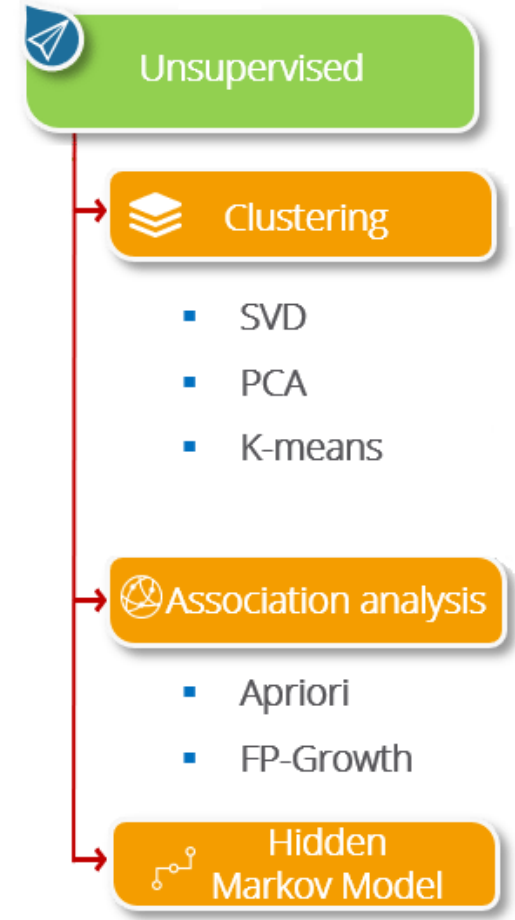 Unsupervised
Clustering
SVD
PCA
K-means
Association analysis
Apriori
FP-Growth
Hidden
Markov Model